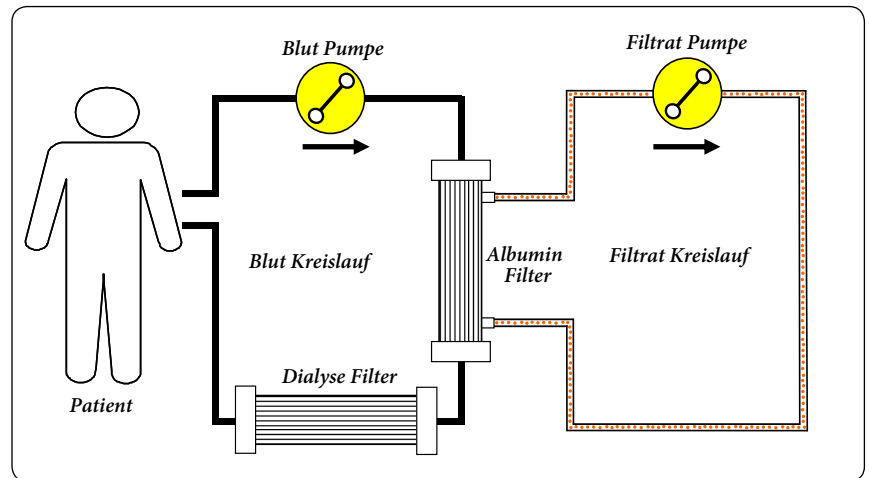 Blut Pumpe
Filtrat Pumpe
Blut Kreislauf
Albumin
Filter
Filtrat Kreislauf
Dialyse Filter
Patient